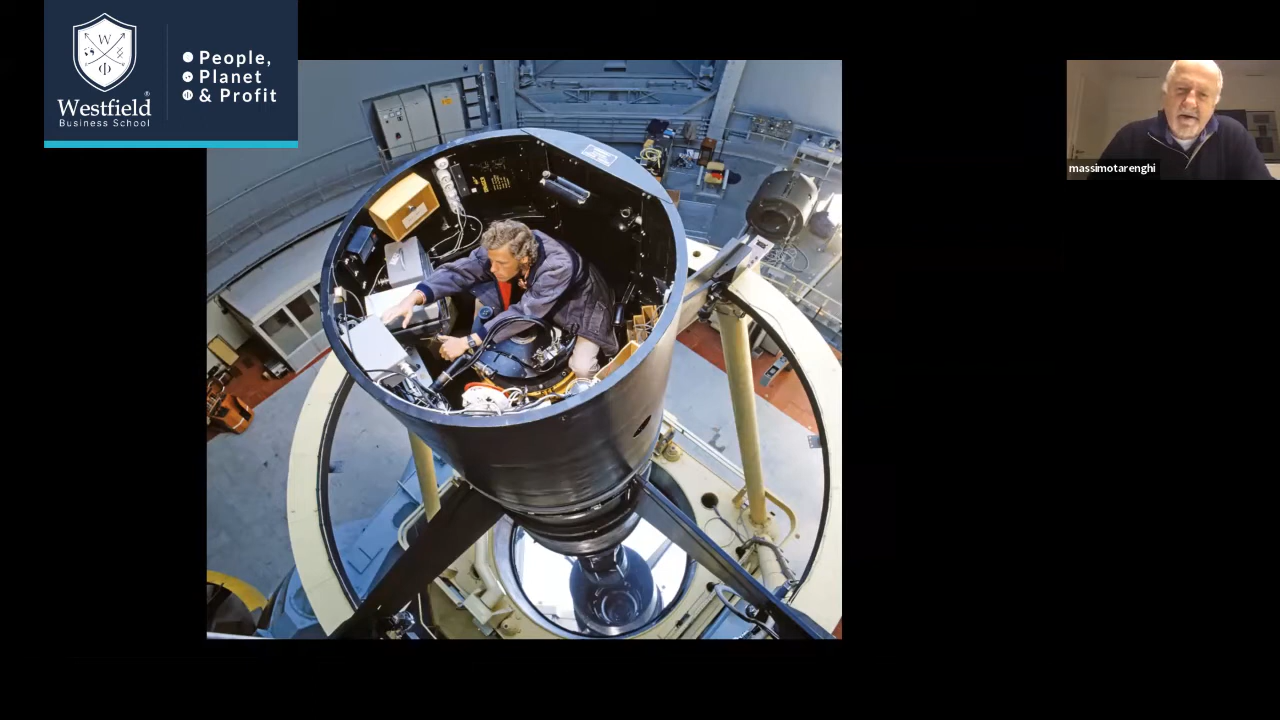 W
Φ
Westfield®
Business School
People,
Planet
& Profit
massimotarenghi